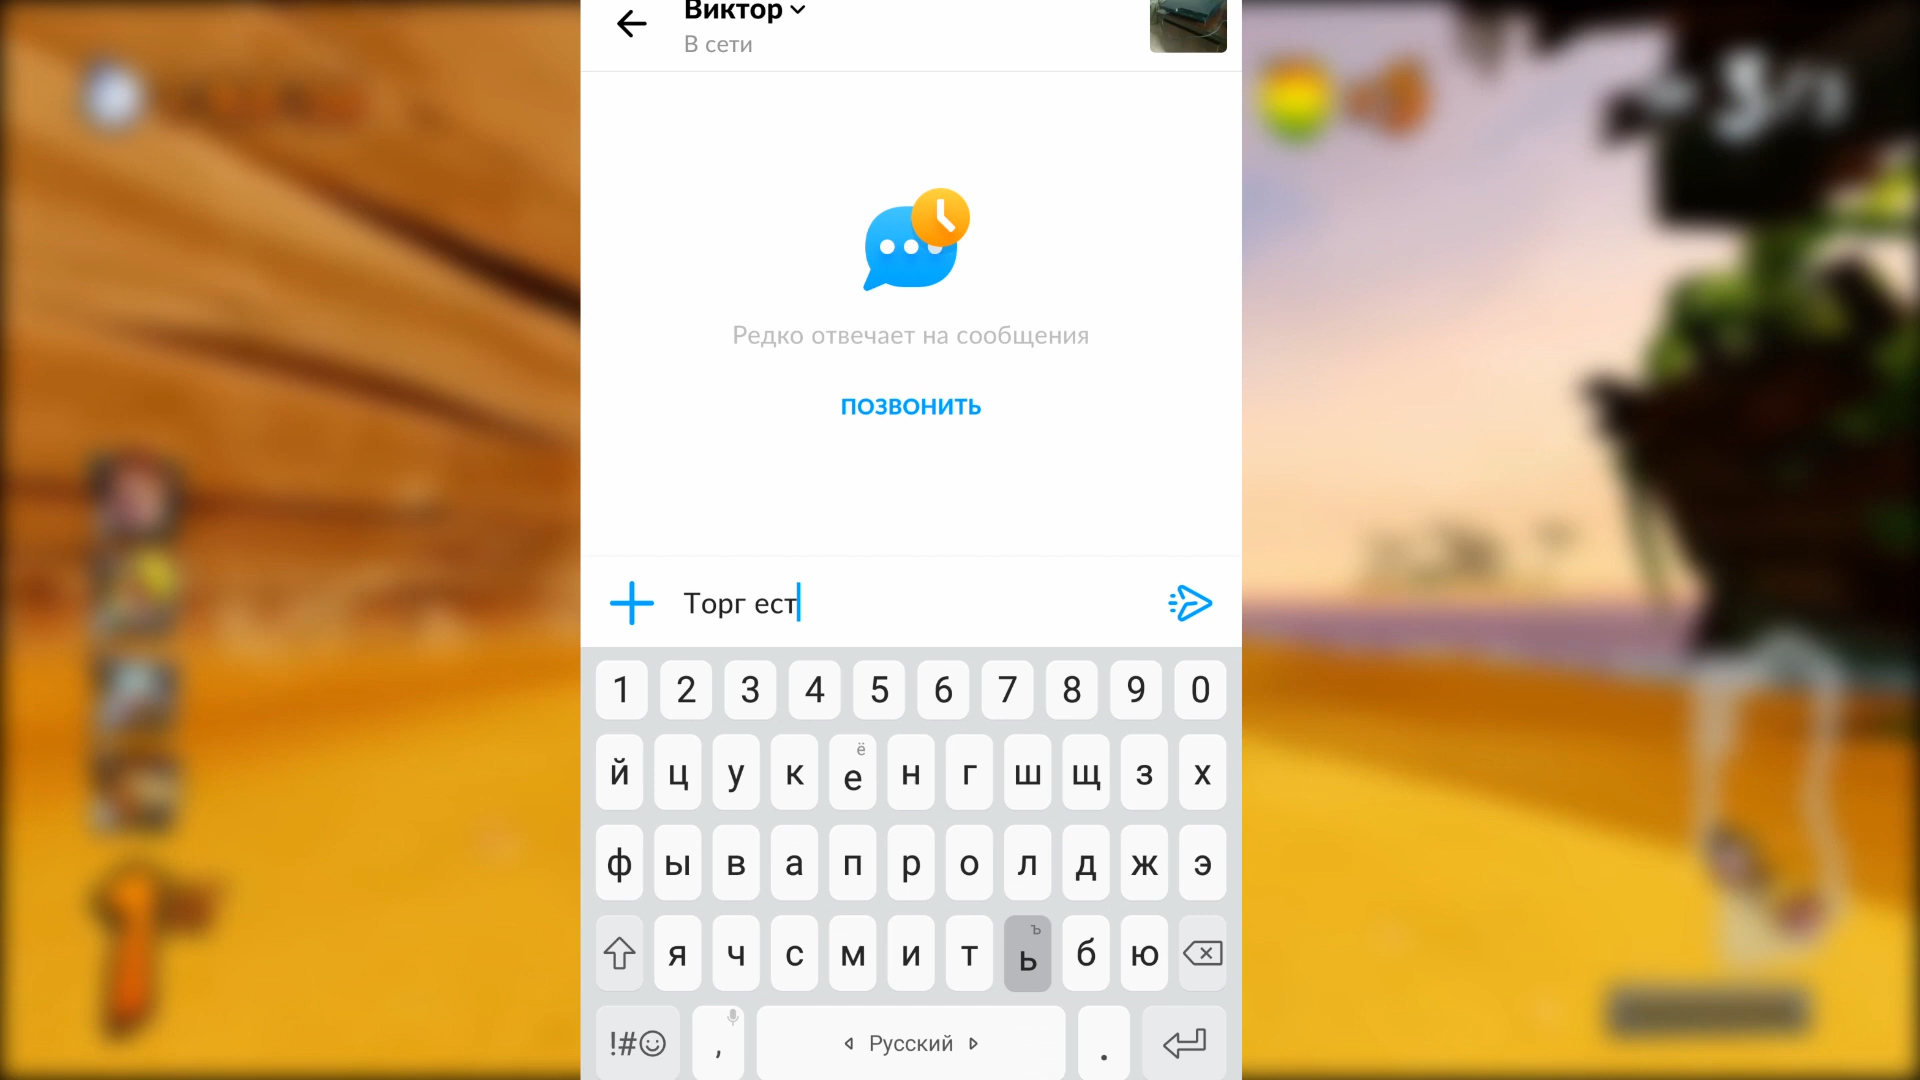 Виктор
В сети
Редко отвечает на сообщения
ПОЗВОНИТЬ
Торг ест
1 2 3 4 5 6 7 8 9 0
ё
й ц у к е н г ш щ з х
ф ы в а п р о л д ж э
ъ
я ч с м и т ь б ю
!# , Русский .